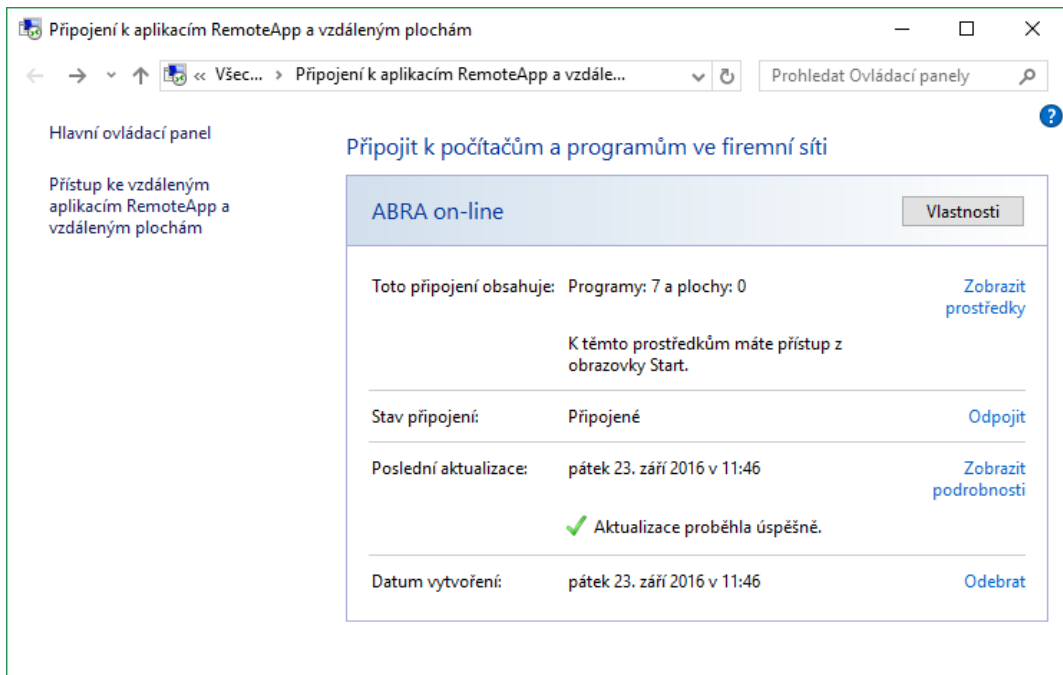 Připojení k aplikacím RemoteApp a vzdáleným plochám
« Všec... › Připojení k aplikacím RemoteApp a vzdále...
Prohledat Ovládací panely
Hlavní ovládací panel
?
Připojit k počítačům a programům ve firemní síti
Přístup ke vzdáleným
aplikacím RemoteApp a
vzdáleným plochám
ABRA on-line
Vlastnosti
Toto připojení obsahuje: Programy: 7 a plochy: 0
Zobrazit
prostředky
K těmto prostředkům máte přístup z
obrazovky Start.
Stav připojení: Připojené Odpojit
Poslední aktualizace: pátek 23. září 2016 v 11:46
Zobrazit
podrobnosti
Aktualizace proběhla úspěšně.
Datum vytvoření: pátek 23. září 2016 v 11:46 Odebrat